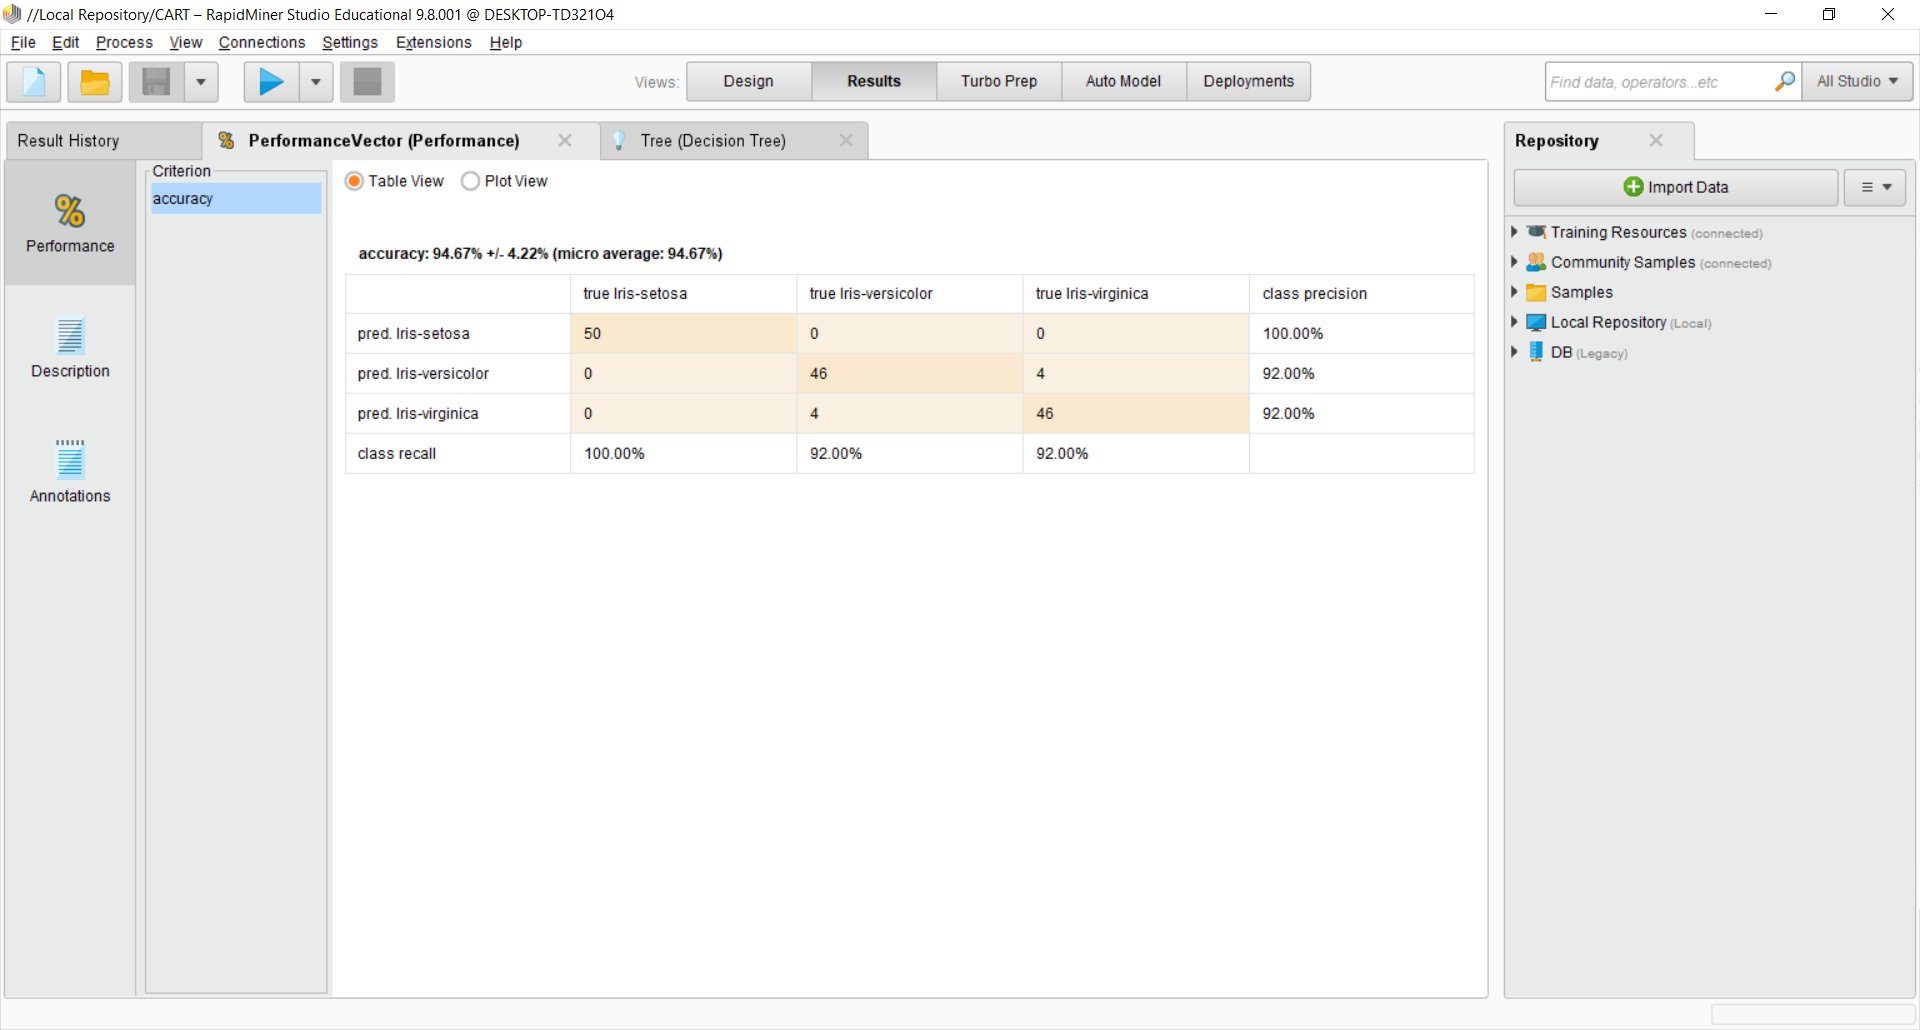 //Local Repository/CART – RapidMiner Studio Educational 9.8.001 @ DESKTOP-TD321O4
File Edit Process View Connections Settings Extensions Help
Views: Design Results Turbo Prep Auto Model Deployments Find data, operators...etc All Studio
Result History PerformanceVector (Performance) Tree (Decision Tree) Repository
Criterion
accuracy
Performance
Description
Annotations
Table View Plot View
accuracy: 94.67% +/- 4.22% (micro average: 94.67%)
true Iris-setosa true Iris-versicolor true Iris-virginica class precision
pred. Iris-setosa 50 0 0 100.00%
pred. Iris-versicolor 0 46 4 92.00%
pred. Iris-virginica 0 4 46 92.00%
class recall 100.00% 92.00% 92.00%
Import Data
Training Resources (connected)
Community Samples (connected)
Samples
Local Repository (Local)
DB (Legacy)